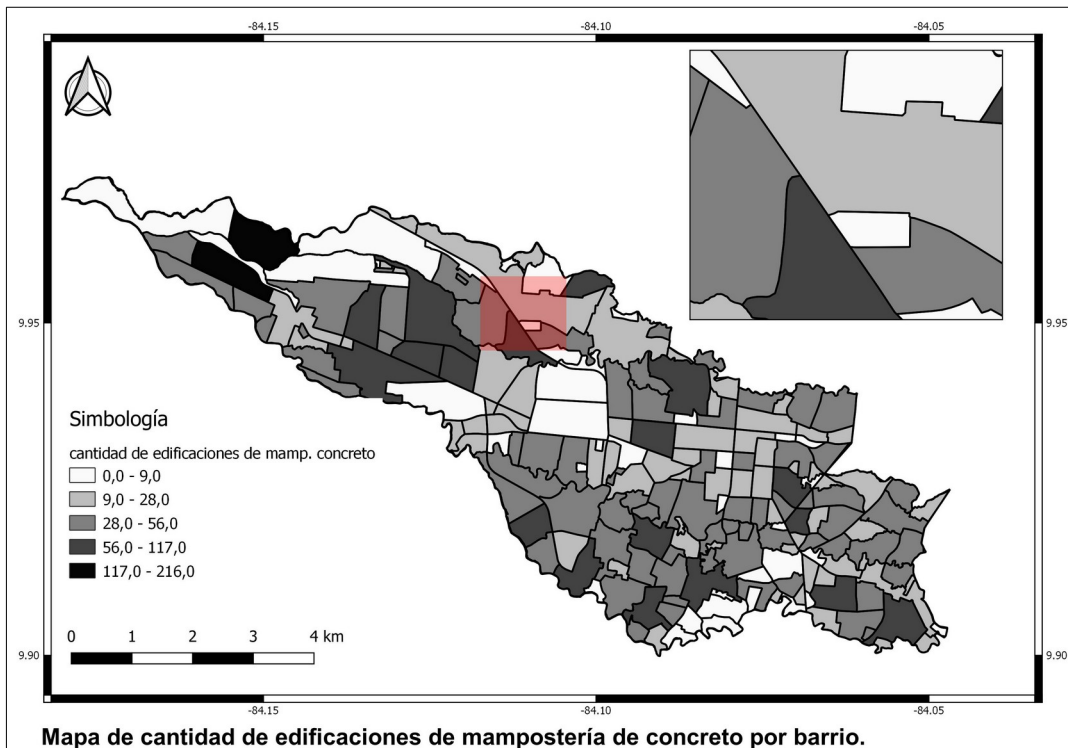 -84.15 -84.10 -84.05
9.95 9.95
Simbología
cantidad de edificaciones de mamp. concreto
0,0 - 9,0
9,0 - 28,0
28,0 - 56,0
56,0 - 117,0
117,0 - 216,0
0 1 2 3 4 km
9.90 9.90
-84.15 -84.10 -84.05
Mapa de cantidad de edificaciones de mampostería de concreto por barrio.